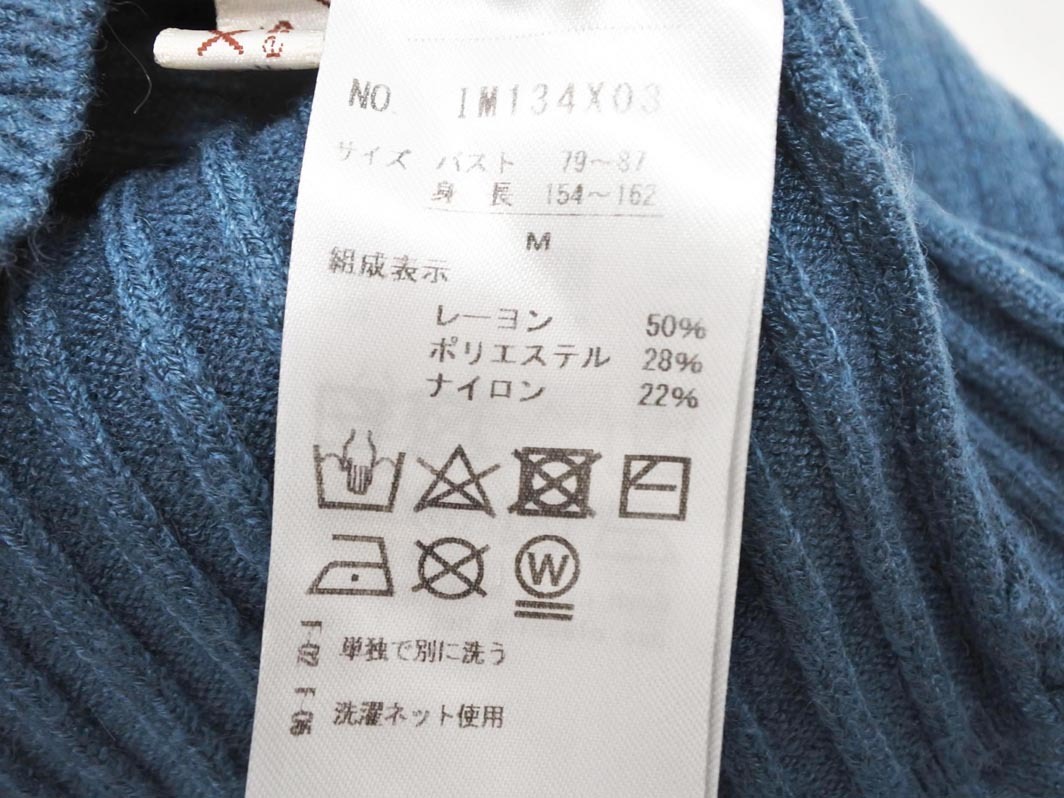 NO. IM134X03
サイズ バスト 79〜87
身 長 154〜162
M
組成表示
レーヨン 50%
ポリエステル 28%
ナイロン 22%
W
単独で別に洗う
洗濯ネット使用